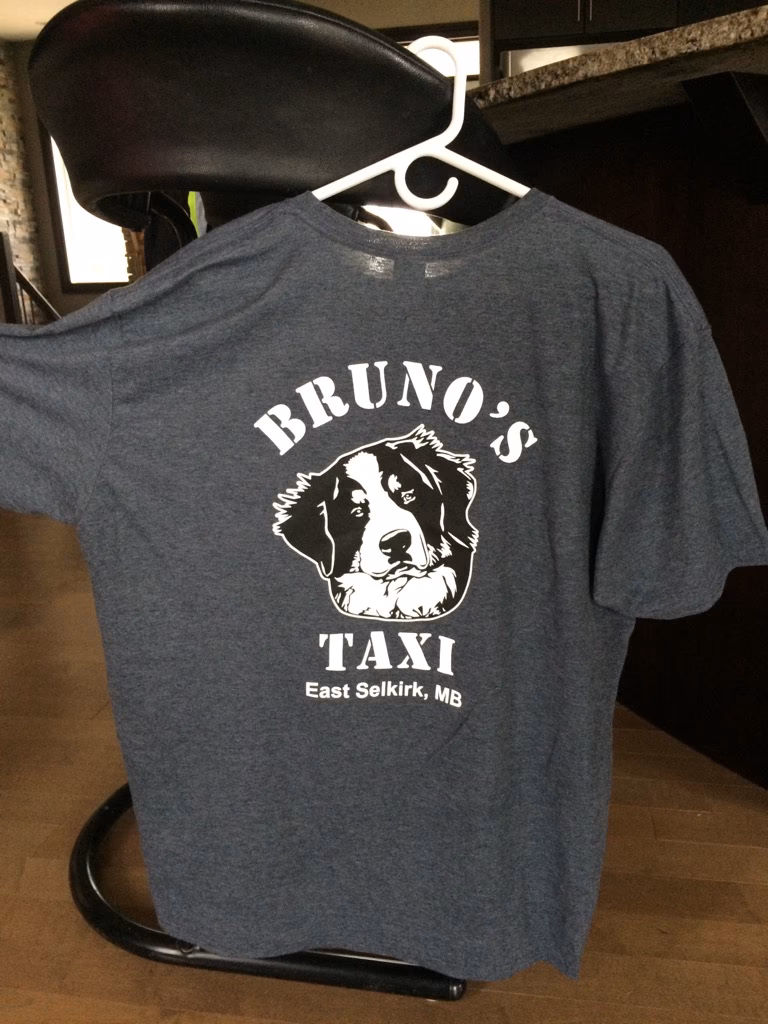 BRUNO'S
TAXI
East Selkirk, MB